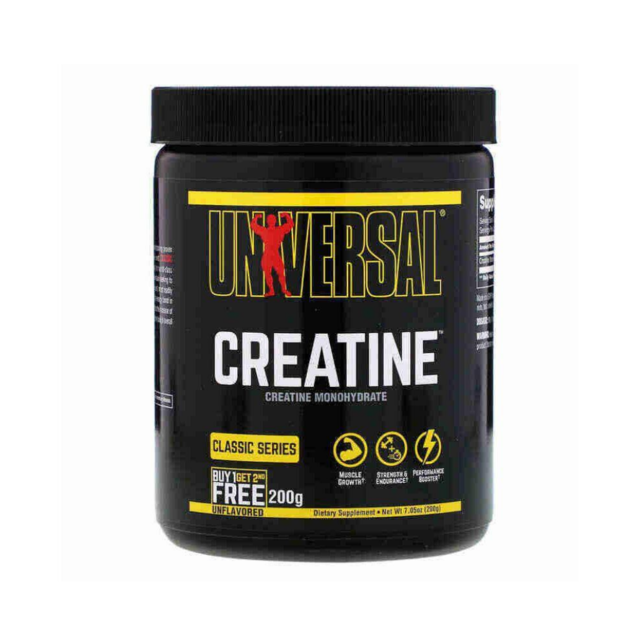 UNIVERSAL®
CREATINE™
CREATINE MONOHYDRATE
CLASSIC SERIES
MUSCLE
GROWTH†
STRENGTH &
ENDURANCE†
PERFORMANCE
BOOSTER†
BUY 1 GET 2ND
FREE
UNFLAVORED
200g
Dietary Supplement • Net Wt 7.05oz (200g)